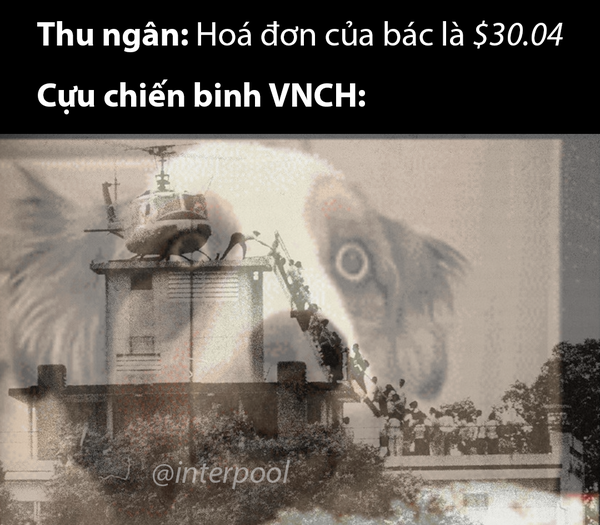 Thu ngân: Hoá đơn của bác là $30.04
Cựu chiến binh VNCH:
@interpool